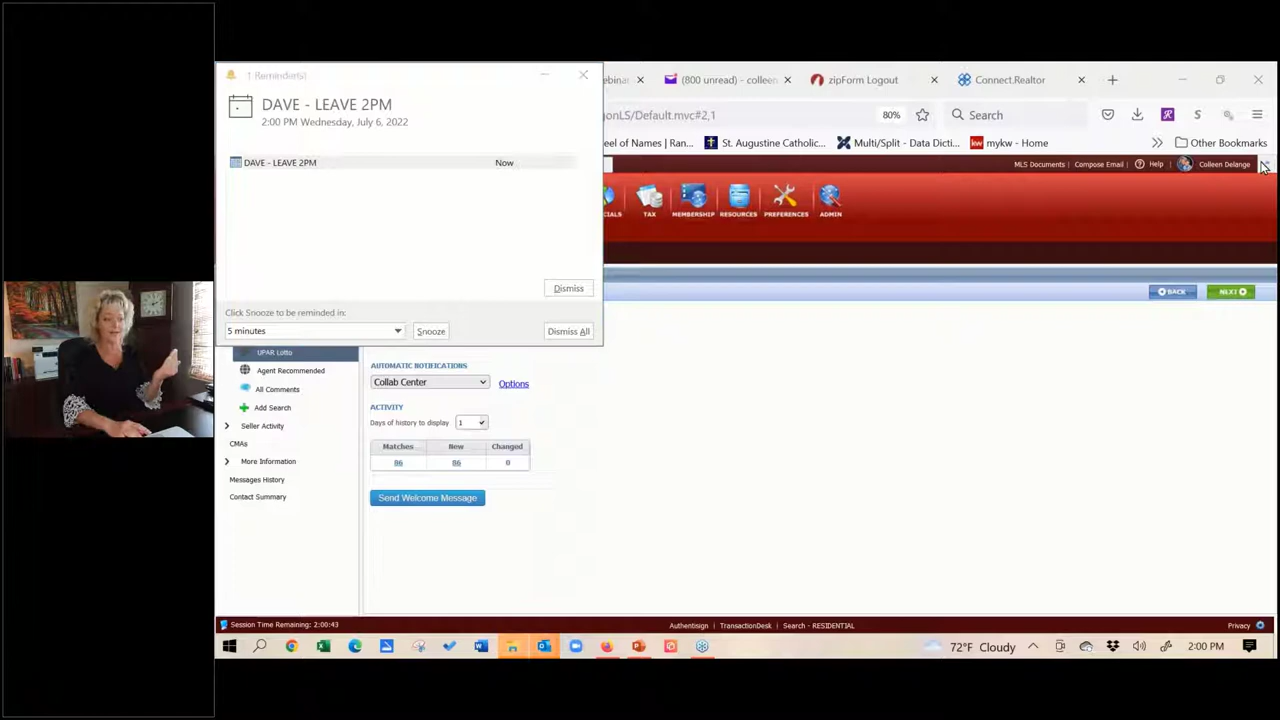 1 Reminder(s)
DAVE - LEAVE 2PM
2:00 PM Wednesday, July 6, 2022
DAVE - LEAVE 2PM Now
Dismiss
Click Snooze to be reminded in:
5 minutes Snooze Dismiss All
(800 unread) - colleen zipForm Logout Connect.Realtor
gonLS/Default.mvc#2,1 80% Search
eel of Names | Ran... St. Augustine Catholic... Multi/Split - Data Dicti... mykw - Home Other Bookmarks
MLS Documents Compose Email Help Colleen Delange
TAX MEMBERSHIP RESOURCES PREFERENCES ADMIN
BACK NEXT
UPAR Lotto
Agent Recommended
All Comments
Add Search
Seller Activity
CMAs
More Information
Messages History
Contact Summary
AUTOMATIC NOTIFICATIONS
Collab Center Options
ACTIVITY
Days of history to display 1
Matches New Changed
86 86 0
Send Welcome Message
Session Time Remaining: 2:00:43 Authentisign TransactionDesk Search - RESIDENTIAL Privacy
72°F Cloudy 2:00 PM